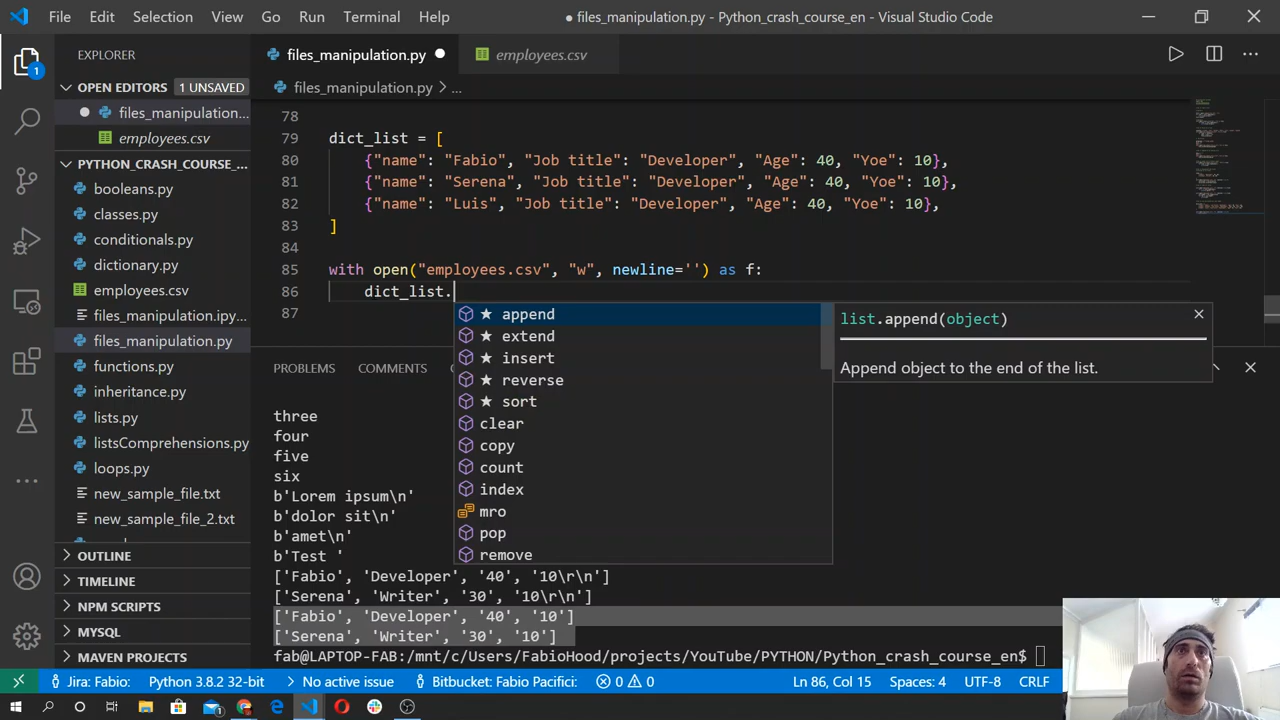 File Edit Selection View Go Run Terminal Help ● files_manipulation.py - Python_crash_course_en - Visual Studio Code
EXPLORER ...
files_manipulation.py ●
employees.csv
OPEN EDITORS 1 UNSAVED
files_manipulation.py > ...
● files_manipulation...
employees.csv
PYTHON_CRASH_COURSE_...
booleans.py
classes.py
conditionals.py
dictionary.py
employees.csv
files_manipulation.ipy...
files_manipulation.py
functions.py
inheritance.py
lists.py
listsComprehensions.py
loops.py
new_sample_file.txt
new_sample_file_2.txt
OUTLINE
TIMELINE
NPM SCRIPTS
MYSQL
MAVEN PROJECTS
1
78
79 dict_list = [
80 {"name": "Fabio", "Job title": "Developer", "Age": 40, "Yoe": 10},
81 {"name": "Serena", "Job title": "Developer", "Age": 40, "Yoe": 10},
82 {"name": "Luis", "Job title": "Developer", "Age": 40, "Yoe": 10},
83 ]
84
85 with open("employees.csv", "w", newline='') as f:
86 dict_list.
87
★ append
★ extend
★ insert
★ reverse
★ sort
clear
copy
count
index
mro
pop
remove
list.append(object)
Append object to the end of the list.
PROBLEMS COMMENTS
three
four
five
six
b'Lorem ipsum\n'
b'dolor sit\n'
b'amet\n'
b'Test '
['Fabio', 'Developer', '40', '10\r\n']
['Serena', 'Writer', '30', '10\r\n']
['Fabio', 'Developer', '40', '10']
['Serena', 'Writer', '30', '10']
fab@LAPTOP-FAB:/mnt/c/Users/FabioHood/projects/YouTube/PYTHON/Python_crash_course_en$
Jira: Fabio: Python 3.8.2 32-bit > No active issue Bitbucket: Fabio Pacifici: 0 0 Ln 86, Col 15 Spaces: 4 UTF-8 CRLF